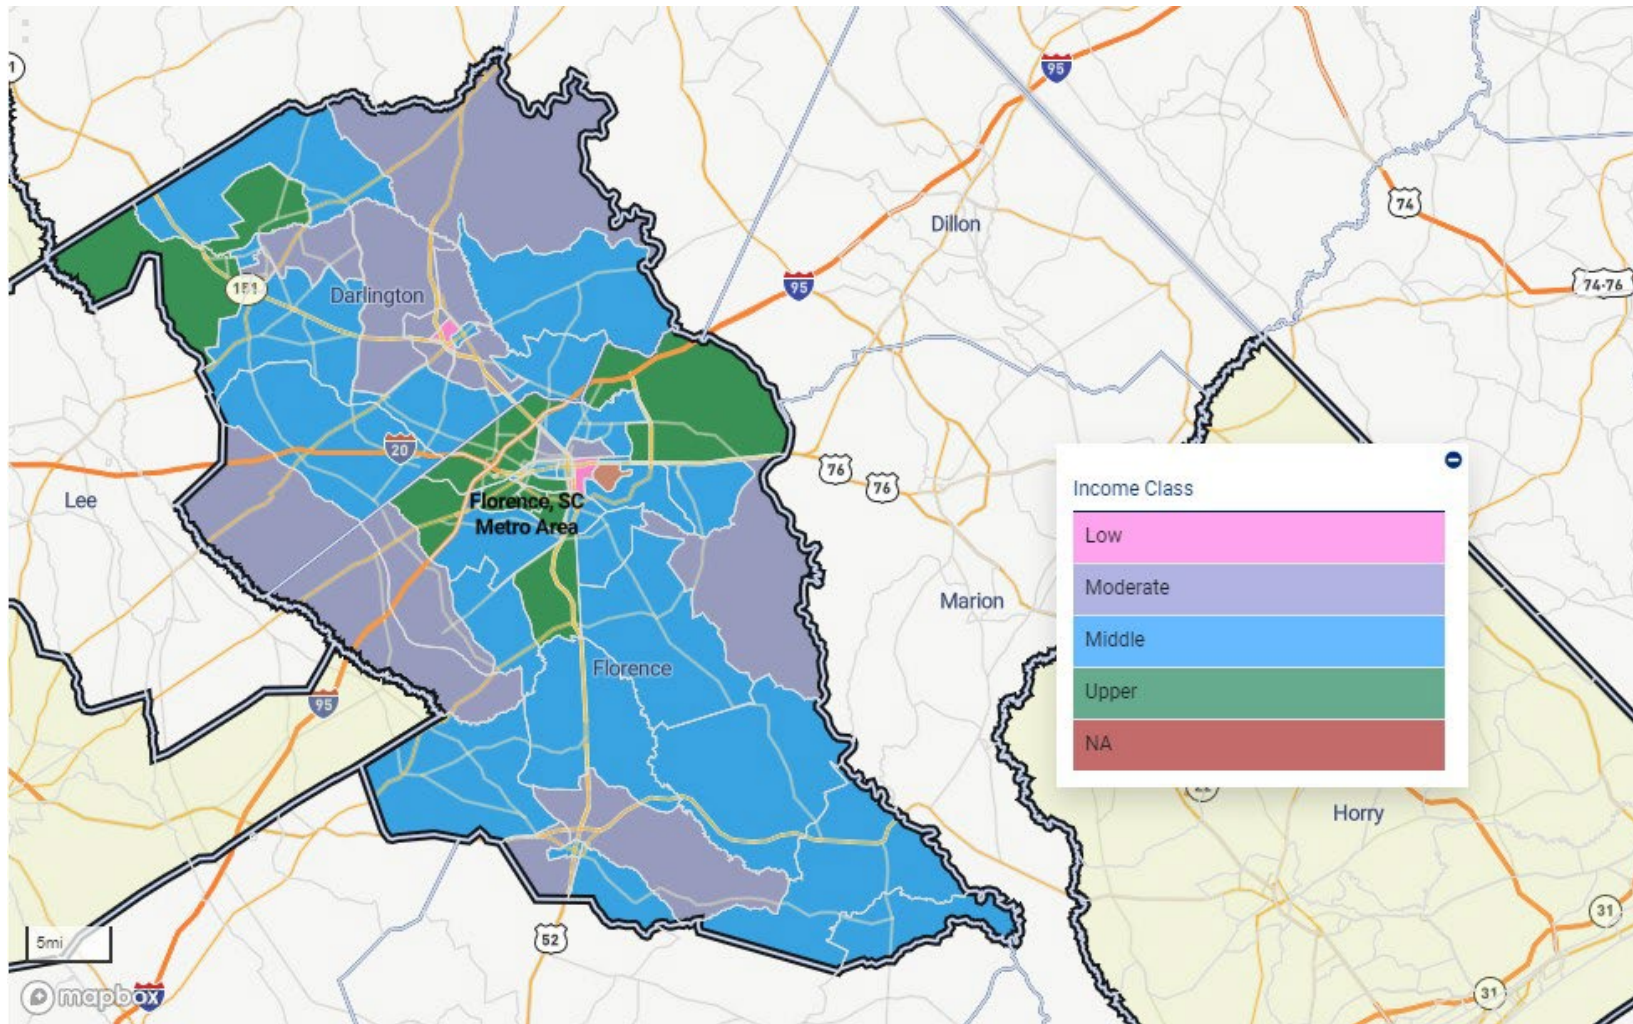 1
95
74
Dillon
95
74-76
151
Darlington
20
76
76
Lee
Florence, SC
Metro Area
Income Class
Low
Moderate
Middle
Upper
NA
Marion
Florence
95
Horry
31
52
5mi
mapbox
31